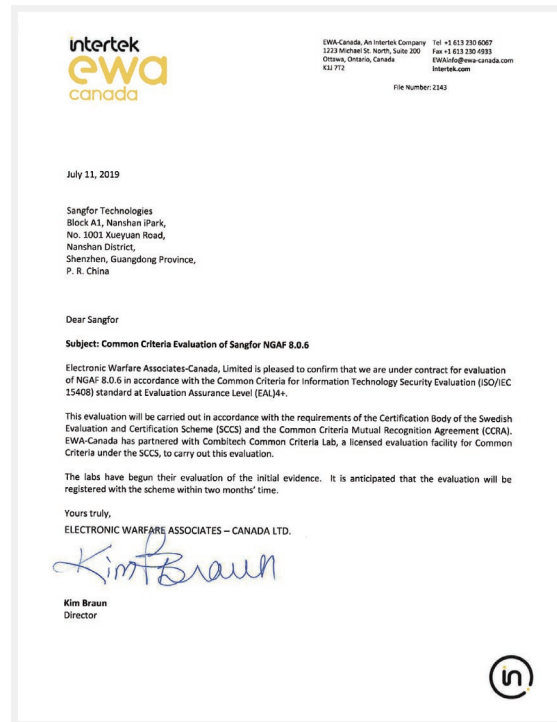 intertek
ewa
canada
EWA-Canada, An Intertek Company
1223 Michael St. North, Suite 200
Ottawa, Ontario, Canada
K1J 7T2
Tel +1 613 230 6067
Fax +1 613 230 4933
EWAinfo@ewa-canada.com
intertek.com
File Number: 2143
July 11, 2019
Sangfor Technologies
Block A1, Nanshan iPark,
No. 1001 Xueyuan Road,
Nanshan District,
Shenzhen, Guangdong Province,
P. R. China
Dear Sangfor
Subject: Common Criteria Evaluation of Sangfor NGAF 8.0.6
Electronic Warfare Associates-Canada, Limited is pleased to confirm that we are under contract for evaluation
of NGAF 8.0.6 in accordance with the Common Criteria for Information Technology Security Evaluation (ISO/IEC
15408) standard at Evaluation Assurance Level (EAL)4+.
This evaluation will be carried out in accordance with the requirements of the Certification Body of the Swedish
Evaluation and Certification Scheme (SCCS) and the Common Criteria Mutual Recognition Agreement (CCRA).
EWA-Canada has partnered with Combitech Common Criteria Lab, a licensed evaluation facility for Common
Criteria under the SCCS, to carry out this evaluation.
The labs have begun their evaluation of the initial evidence. It is anticipated that the evaluation will be
registered with the scheme within two months' time.
Yours truly,
ELECTRONIC WARFARE ASSOCIATES – CANADA LTD.
Kim Braun
Kim Braun
Director
in